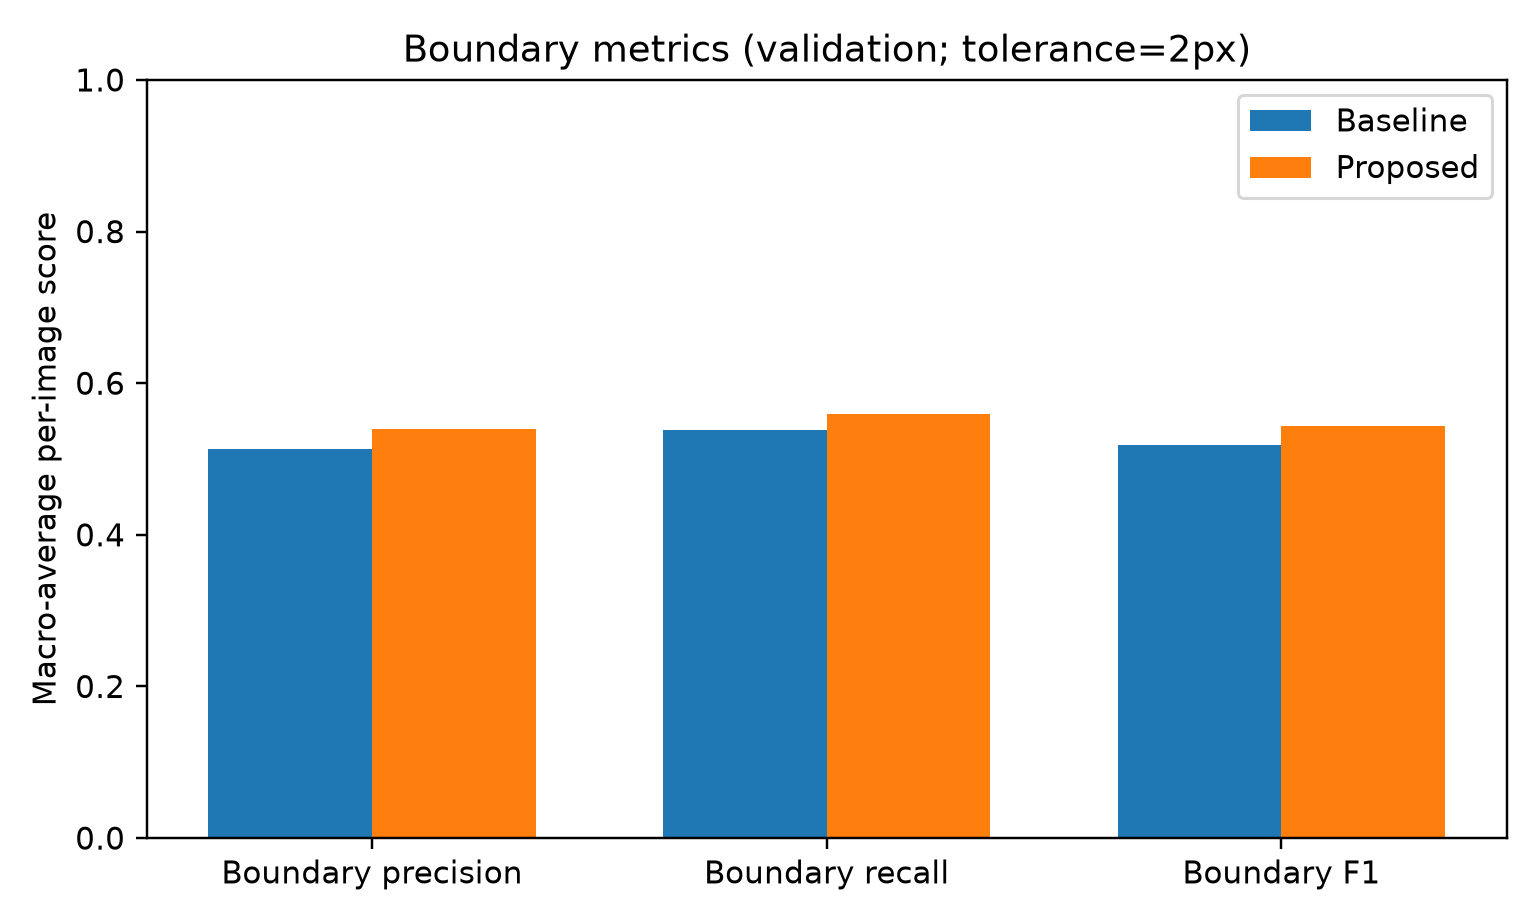 Boundary metrics (validation; tolerance=2px)
Baseline
Proposed
Macro-average per-image score
1.0
0.8
0.6
0.4
0.2
0.0
Boundary precision
Boundary recall
Boundary F1